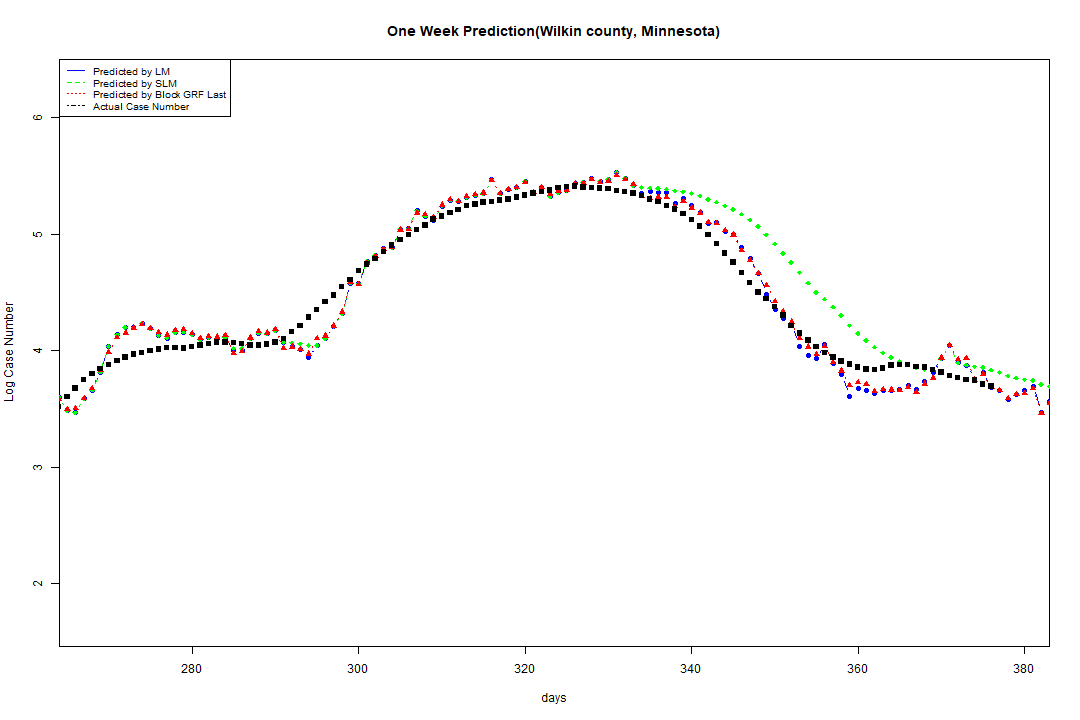 One Week Prediction(Wilkin county, Minnesota)
Predicted by LM
Predicted by SLM
Predicted by Block GRF Last
Actual Case Number
6
5
4
3
2
Log Case Number
280 300 320 340 360 380
days